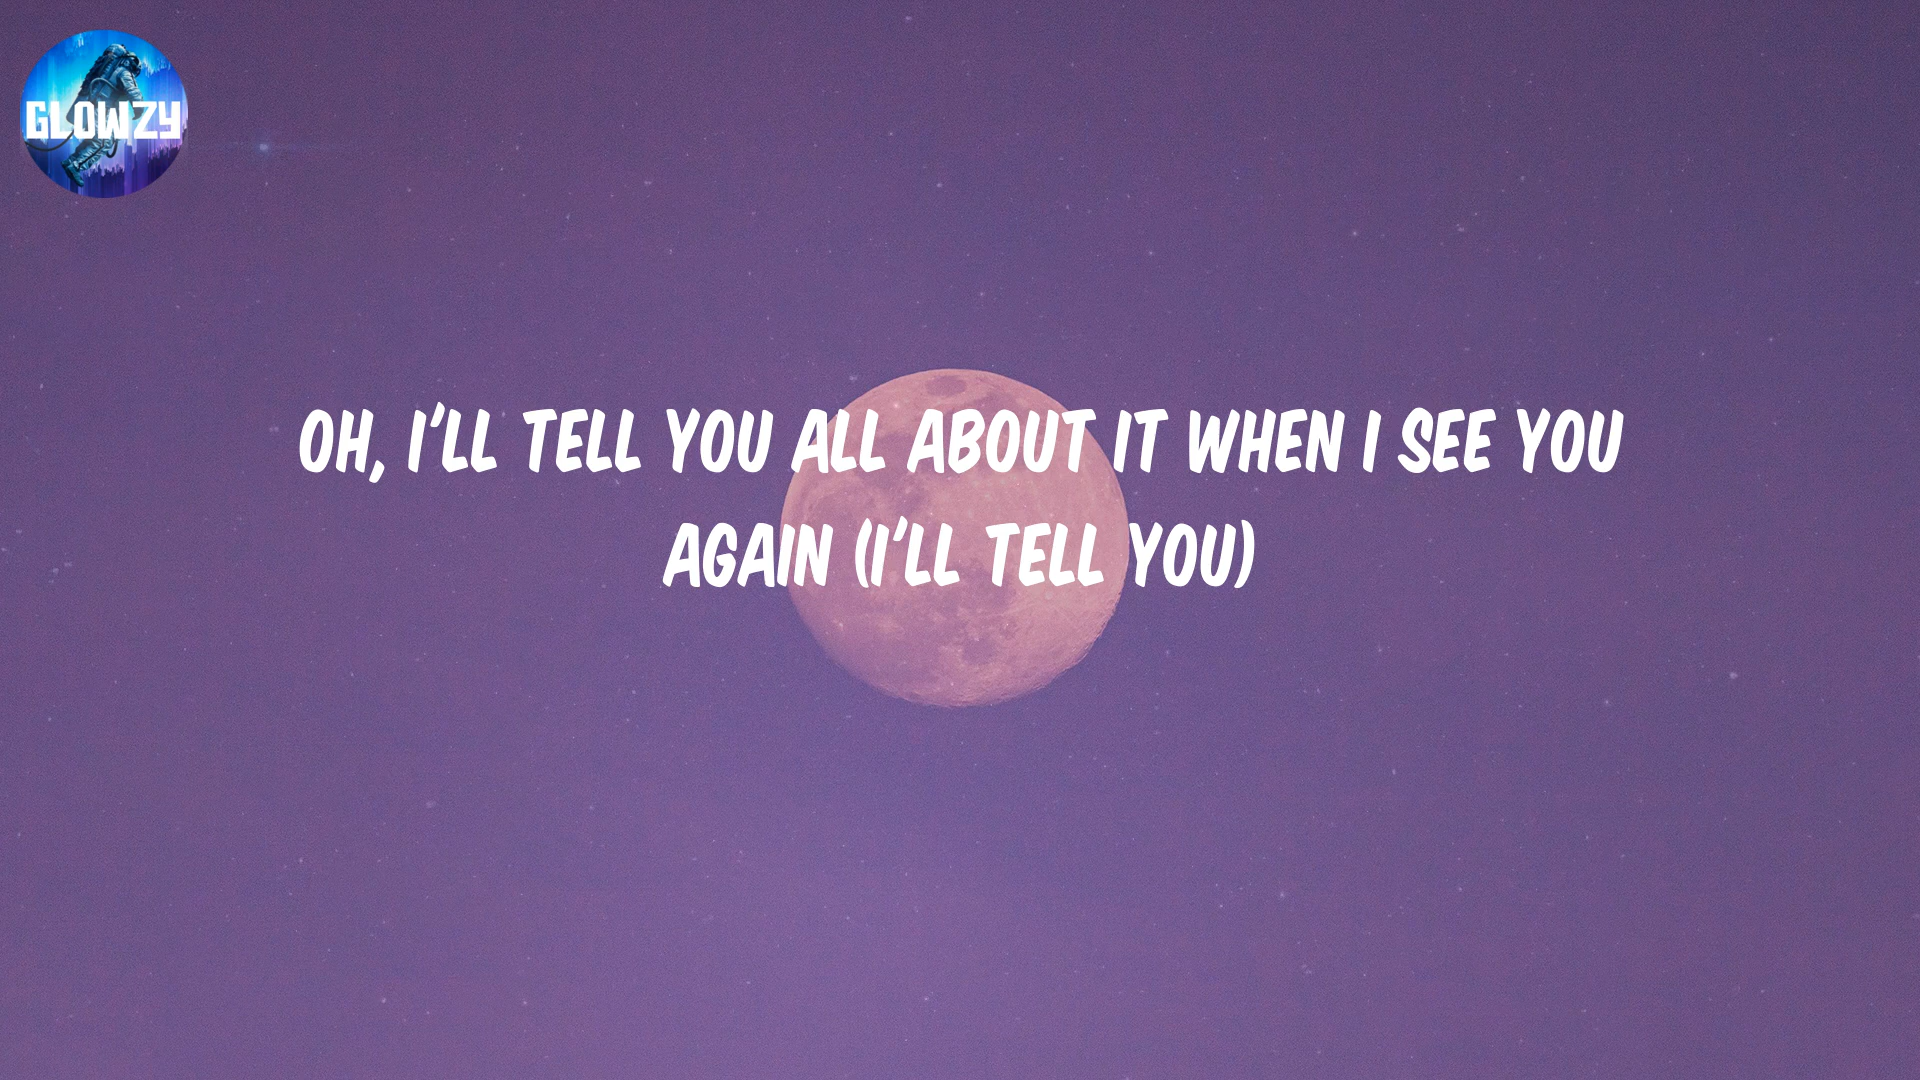 GLOWZY
OH, I'LL TELL YOU ALL ABOUT IT WHEN I SEE YOU
AGAIN (I'LL TELL YOU)